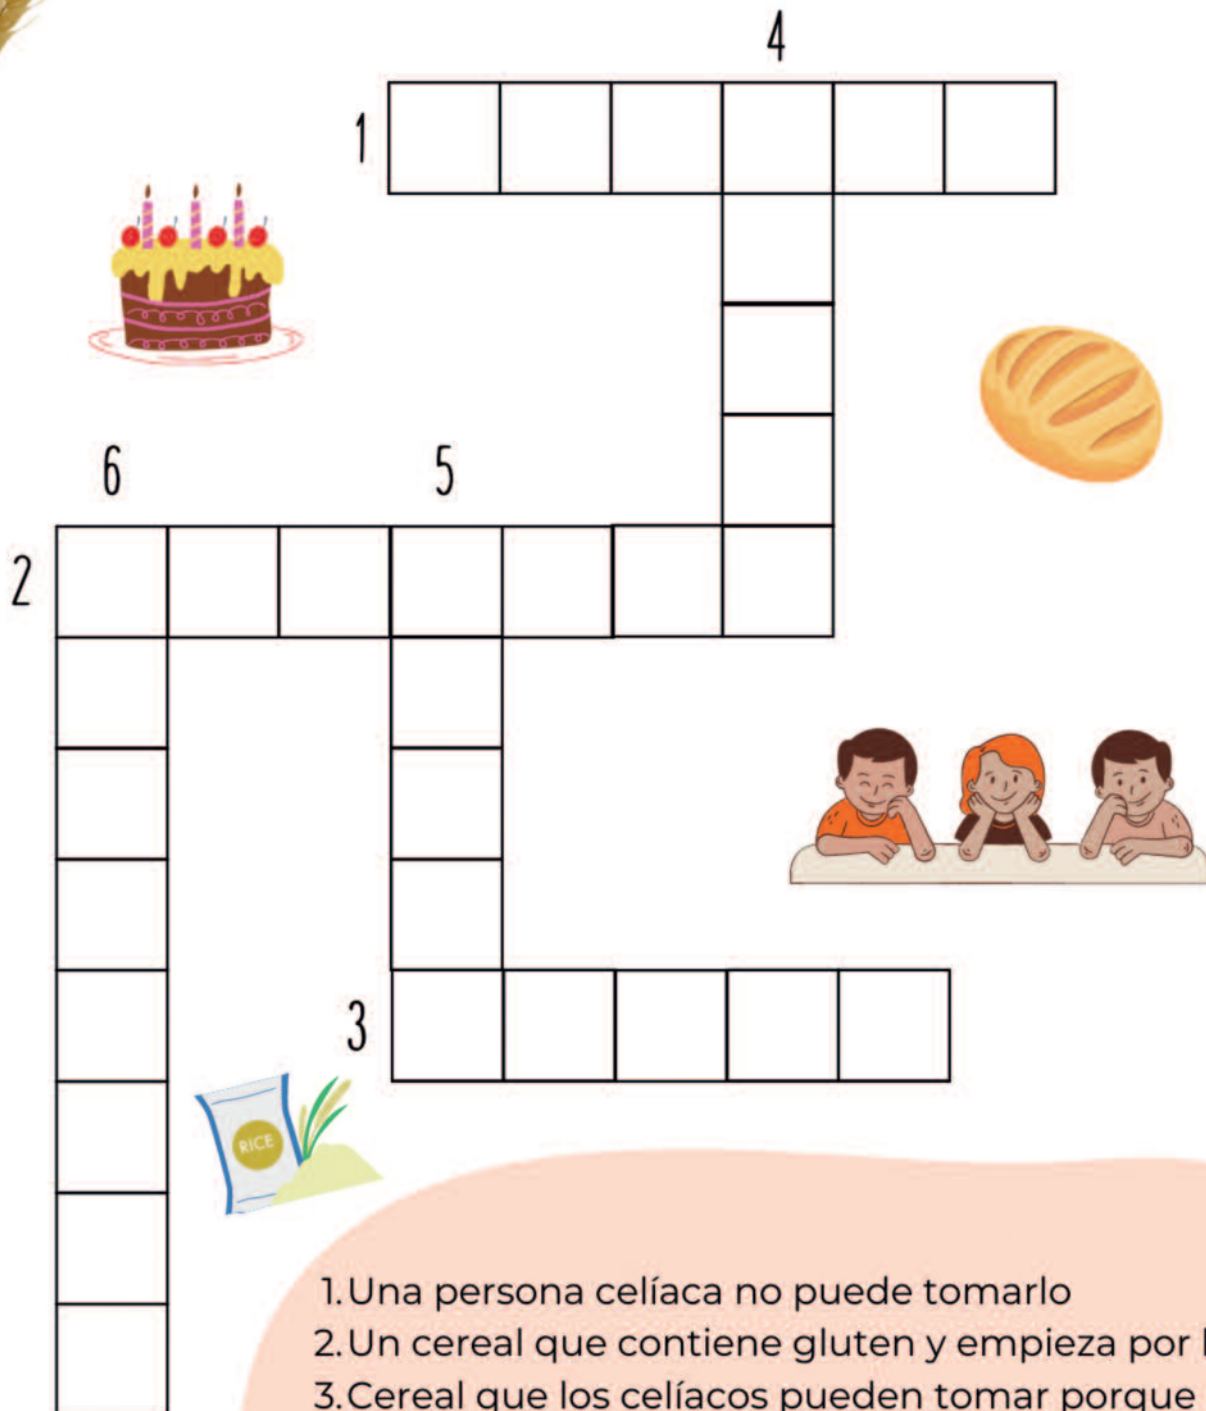 4
1
6
5
2
3
RICE
1. Una persona celíaca no puede tomarlo
2. Un cereal que contiene gluten y empieza por
3. Cereal que los celíacos pueden tomar porque